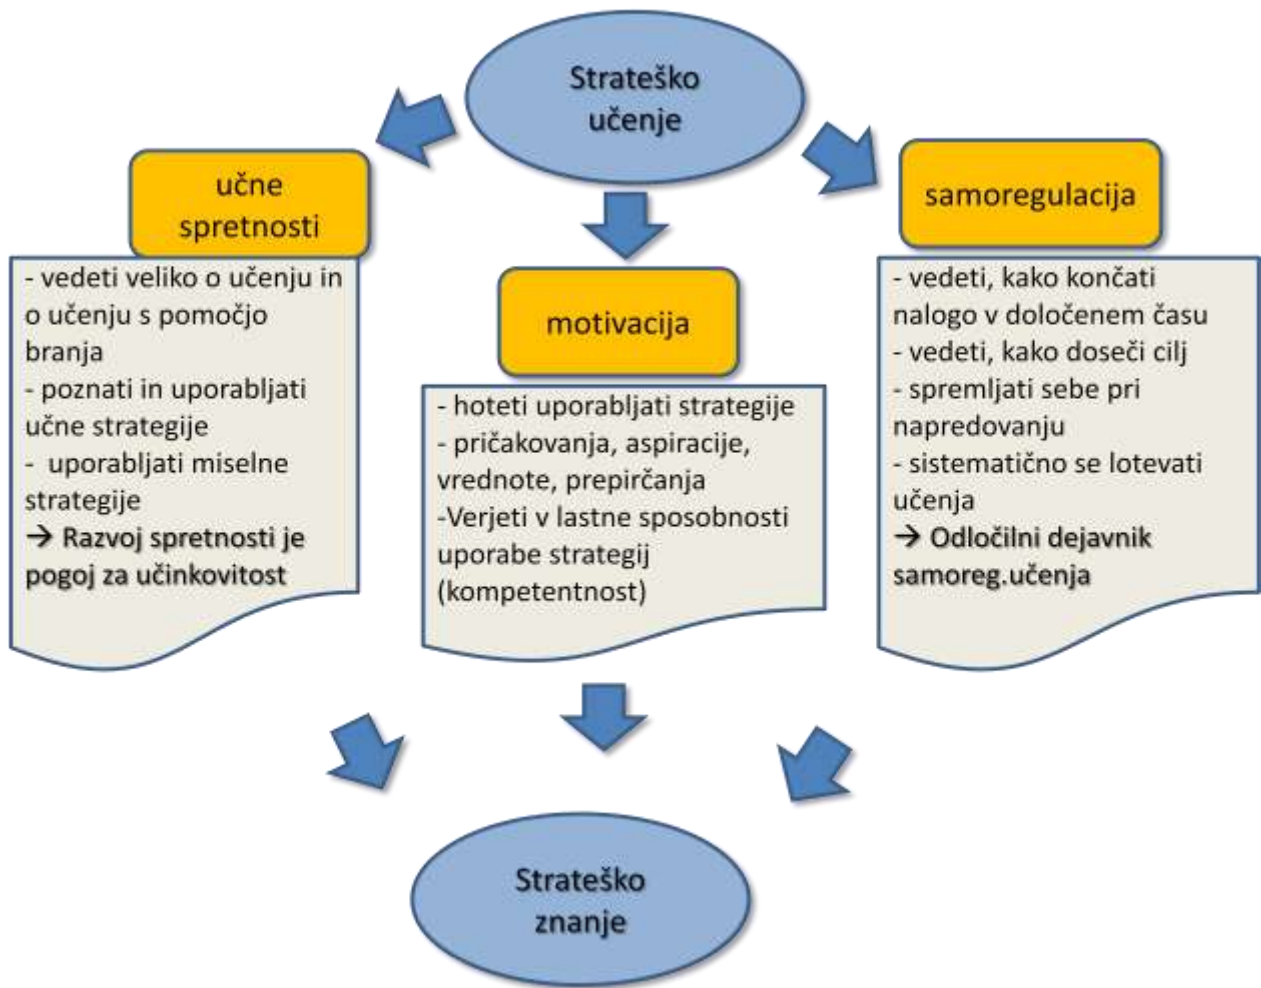 Strateško
učenje
učne
spretnosti
- vedeti veliko o učenju in
o učenju s pomočjo
branja
- poznati in uporabljati
učne strategije
-  uporabljati miselne
strategije
→ Razvoj spretnosti je
pogoj za učinkovitost
motivacija
- hoteti uporabljati strategije
- pričakovanja, aspiracije,
vrednote, prepirčanja
-Verjeti v lastne sposobnosti
uporabe strategij
(kompetentnost)
samoregulacija
- vedeti, kako končati
nalogo v določenem času
- vedeti, kako doseči cilj
- spremljati sebe pri
napredovanju
- sistematično se lotevati
učenja
→ Odločilni dejavnik
samoreg.učenja
Strateško
znanje